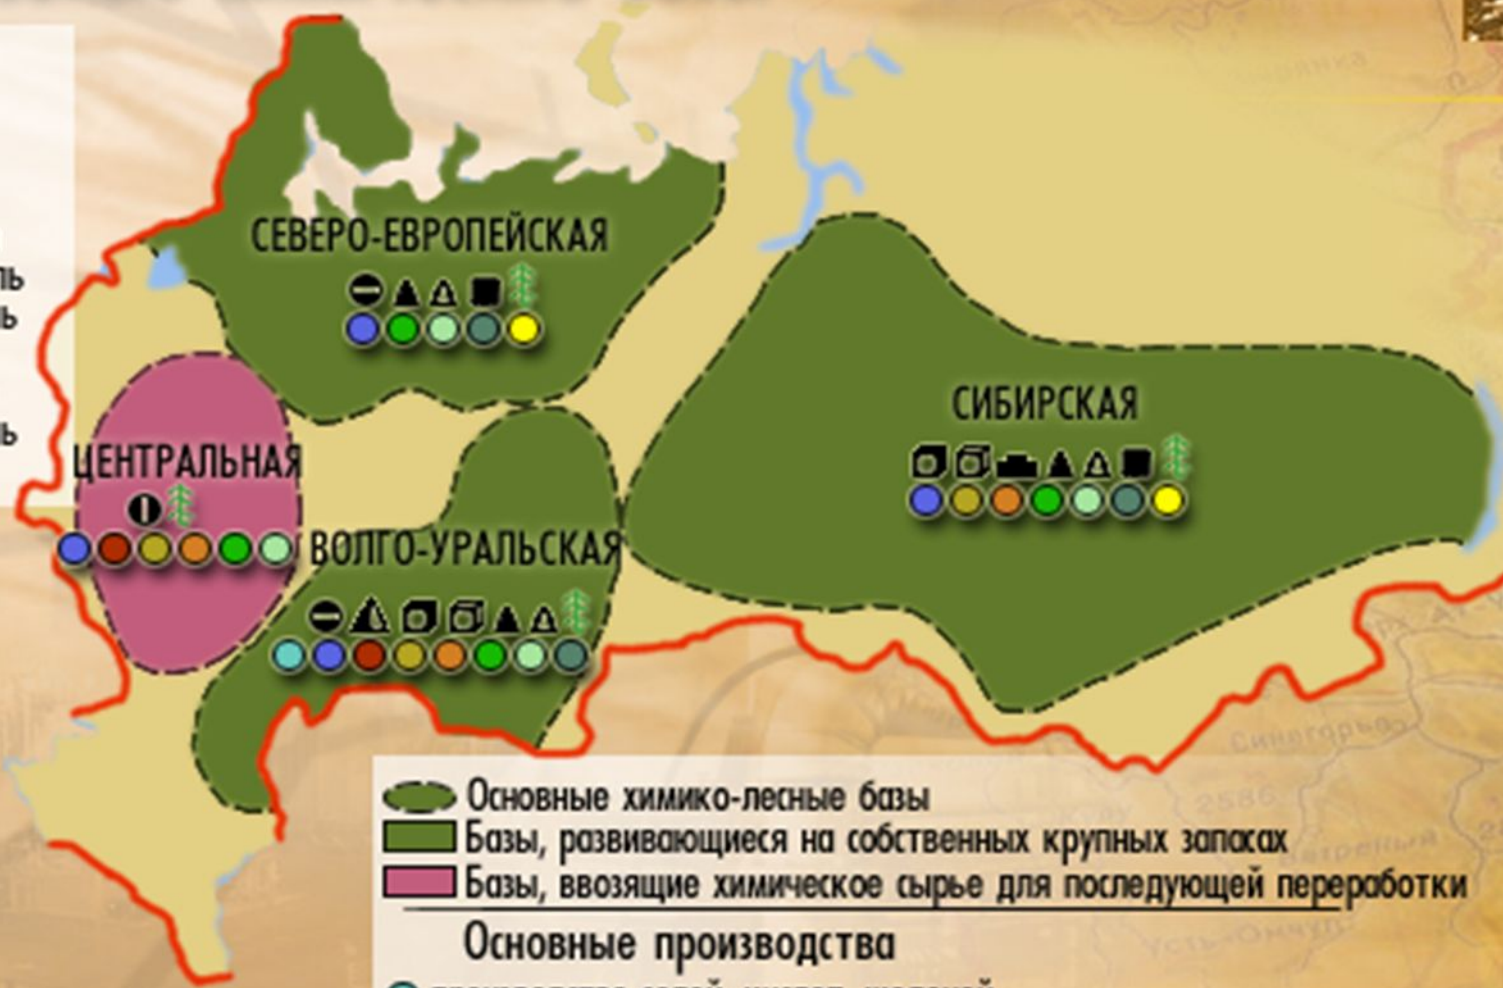 СЕВЕРО-ЕВРОПЕЙСКАЯ
ль
ь
СИБИРСКАЯ
ь
ЦЕНТРАЛЬНАЯ
ВОЛГО-УРАЛЬСКАЯ
Основные химико-лесные базы
Базы, развивающиеся на собственных крупных запасах
Базы, ввозящие химическое сырье для последующей переработки
Основные производства